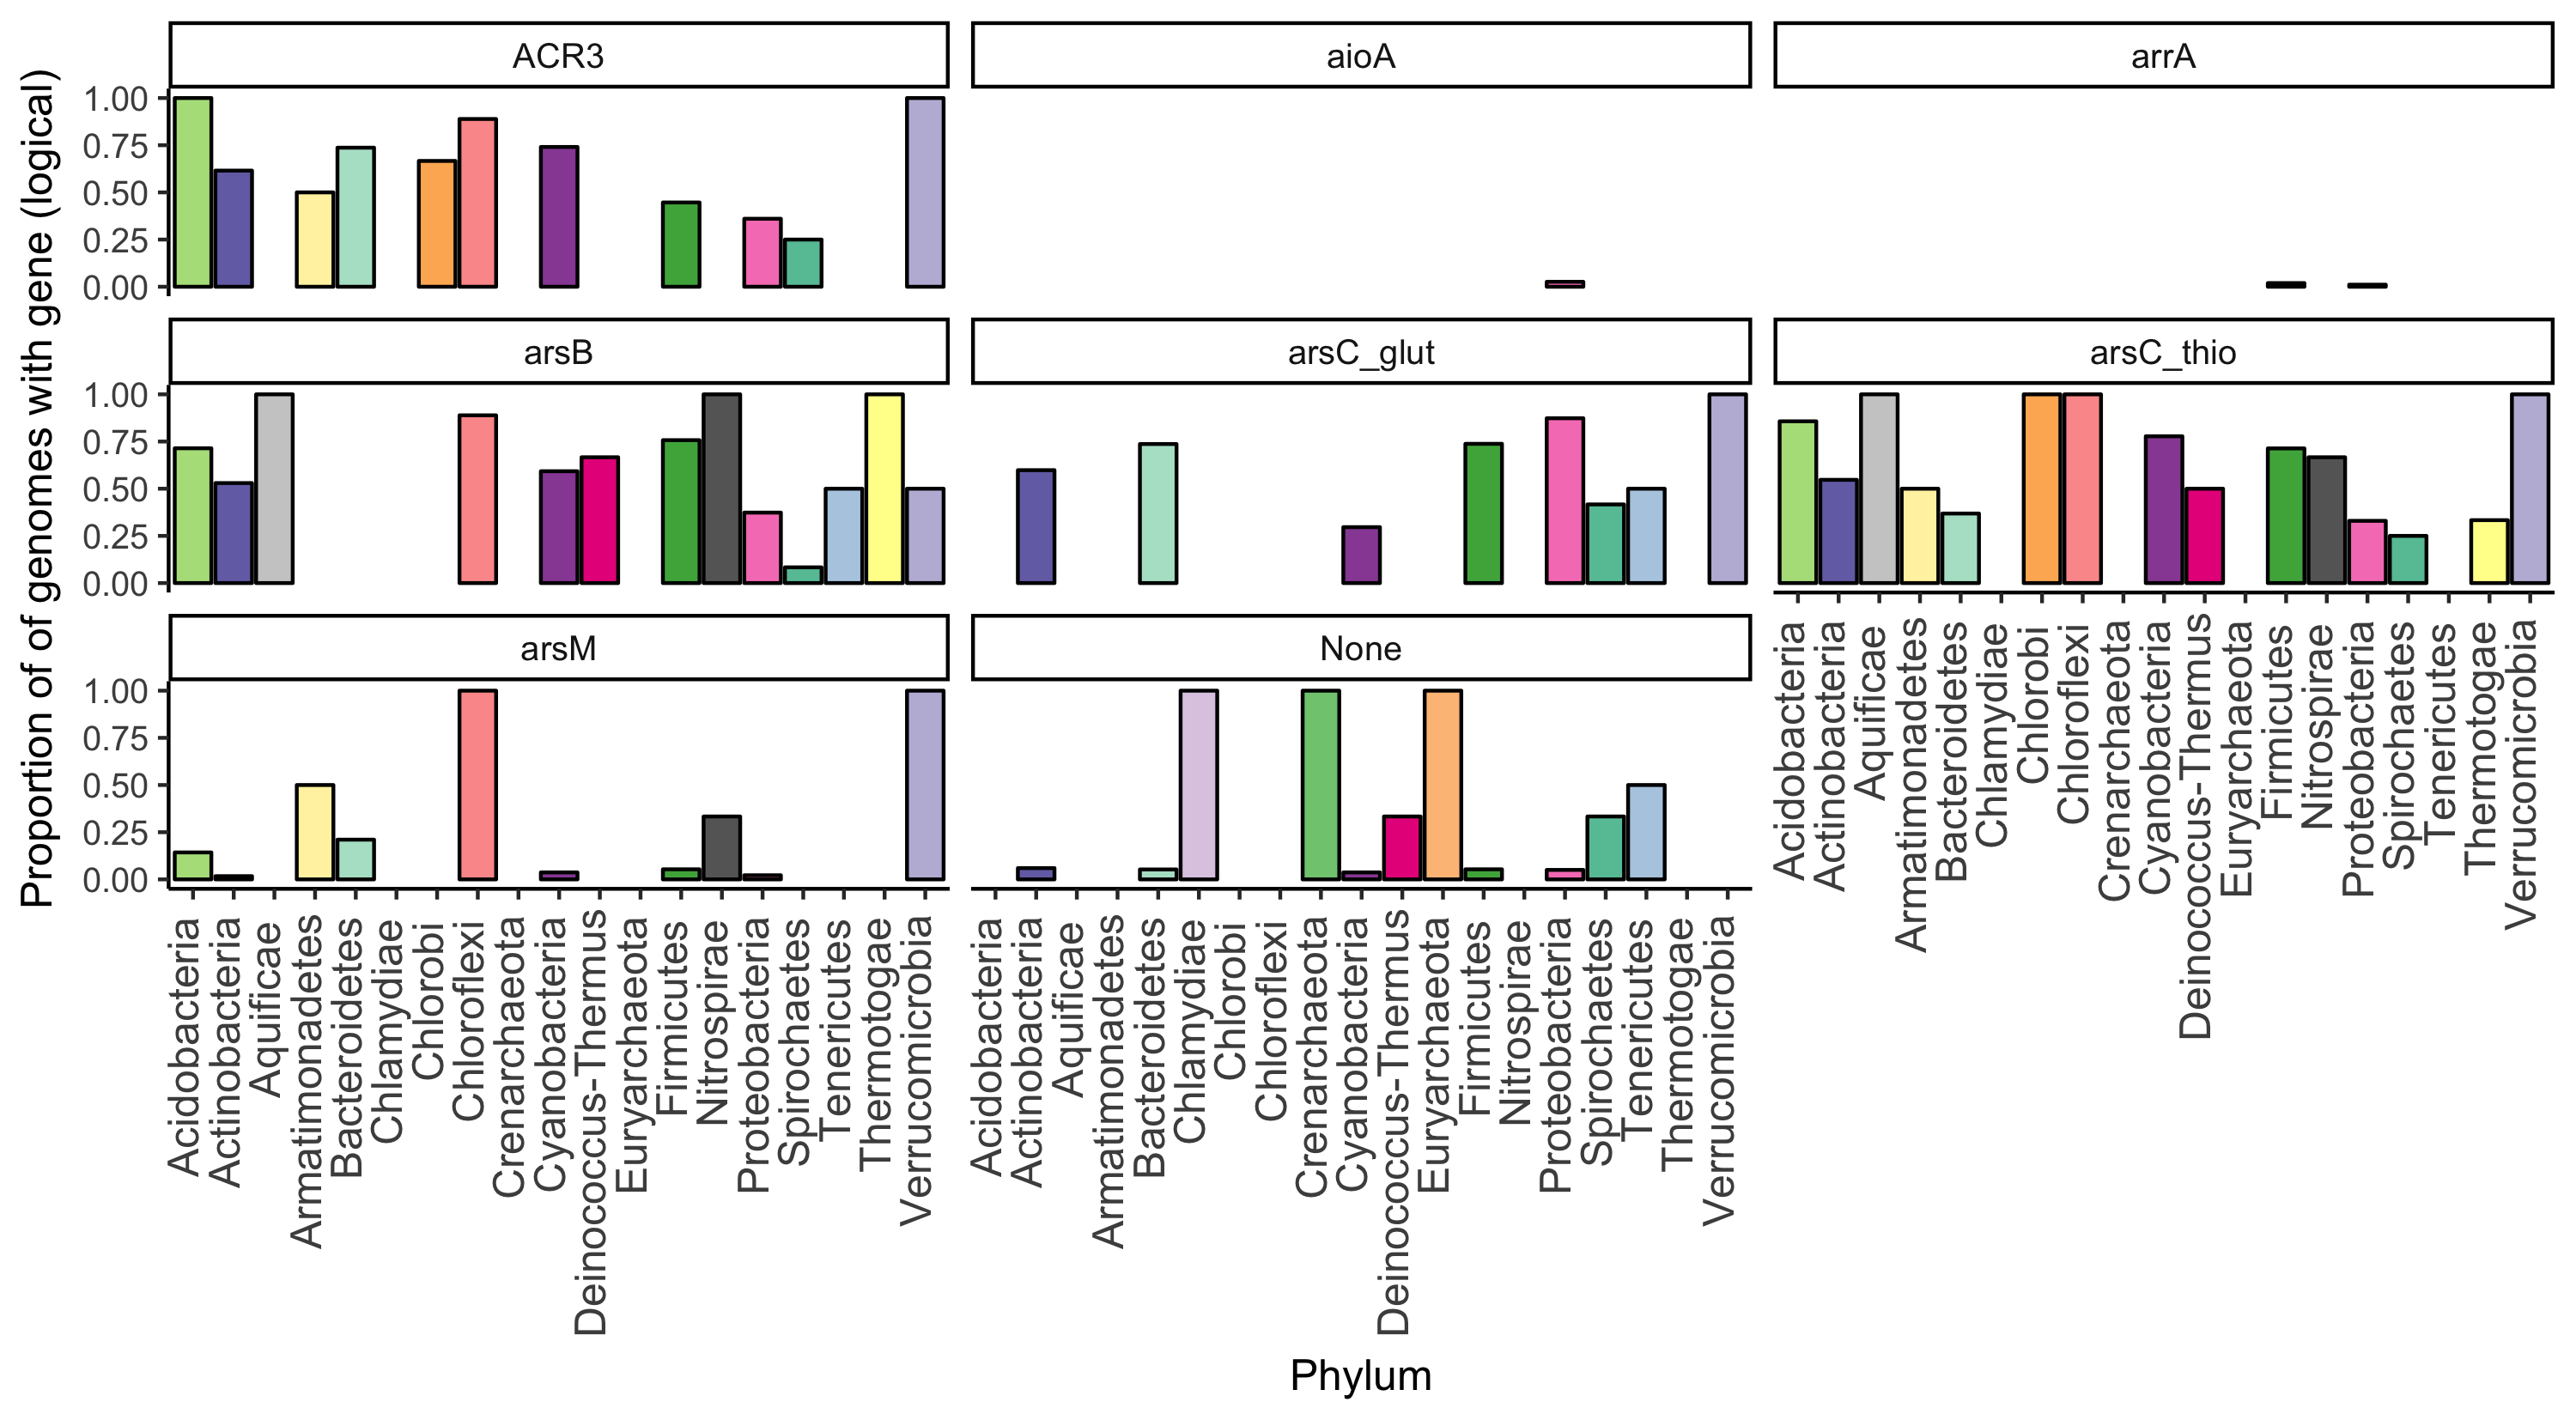 Proportion of of genomes with gene (logical)
ACR3
aioA
arrA
1.00
0.75
0.50
0.25
0.00
arsB
arsC_glut
arsC_thio
1.00
0.75
0.50
0.25
0.00
arsM
None
1.00
0.75
0.50
0.25
0.00
Acidobacteria
Actinobacteria
Aquificae
Armatimonadetes
Bacteroidetes
Chlamydiae
Chlorobi
Chloroflexi
Crenarchaeota
Cyanobacteria
Deinococcus-Thermus
Euryarchaeota
Firmicutes
Nitrospirae
Proteobacteria
Spirochaetes
Tenericutes
Thermotogae
Verrucomicrobia
Acidobacteria
Actinobacteria
Aquificae
Armatimonadetes
Bacteroidetes
Chlamydiae
Chlorobi
Chloroflexi
Crenarchaeota
Cyanobacteria
Deinococcus-Thermus
Euryarchaeota
Firmicutes
Nitrospirae
Proteobacteria
Spirochaetes
Tenericutes
Thermotogae
Verrucomicrobia
Acidobacteria
Actinobacteria
Aquificae
Armatimonadetes
Bacteroidetes
Chlamydiae
Chlorobi
Chloroflexi
Crenarchaeota
Cyanobacteria
Deinococcus-Thermus
Euryarchaeota
Firmicutes
Nitrospirae
Proteobacteria
Spirochaetes
Tenericutes
Thermotogae
Verrucomicrobia
Phylum